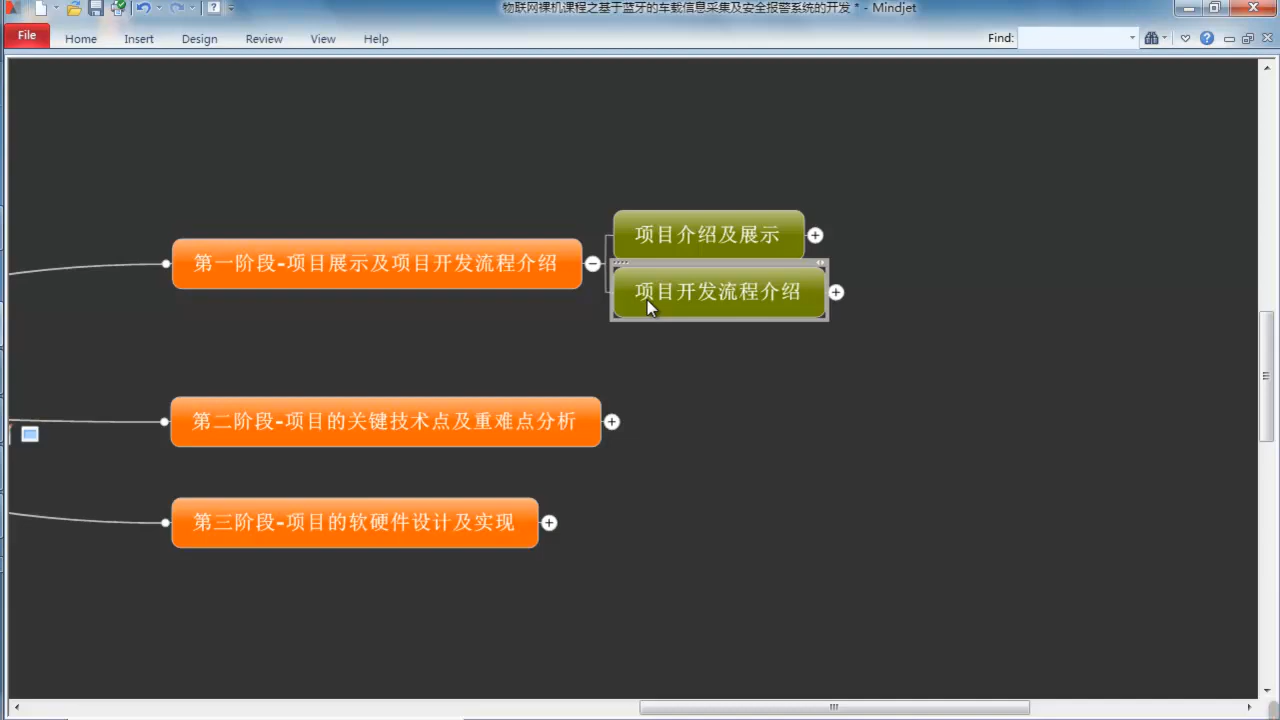 物联网裸机课程之基于蓝牙的车载信息采集及安全报警系统的开发 * - Mindjet
File Home Insert Design Review View Help Find:
项目介绍及展示
第一阶段-项目展示及项目开发流程介绍
项目开发流程介绍
第二阶段-项目的关键技术点及重难点分析
第三阶段-项目的软硬件设计及实现